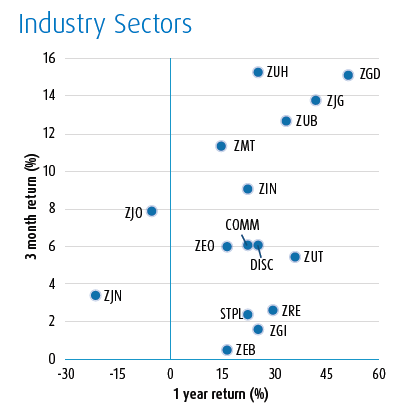 Industry Sectors
3 month return (%)
16
14
12
10
8
6
4
2
0
ZUH
ZGD
ZJG
ZUB
ZMT
ZIN
ZJO
COMM
ZEO
DISC
ZUT
ZJN
STPL
ZRE
ZGI
ZEB
-30 -15 0 15 30 45 60
1 year return (%)